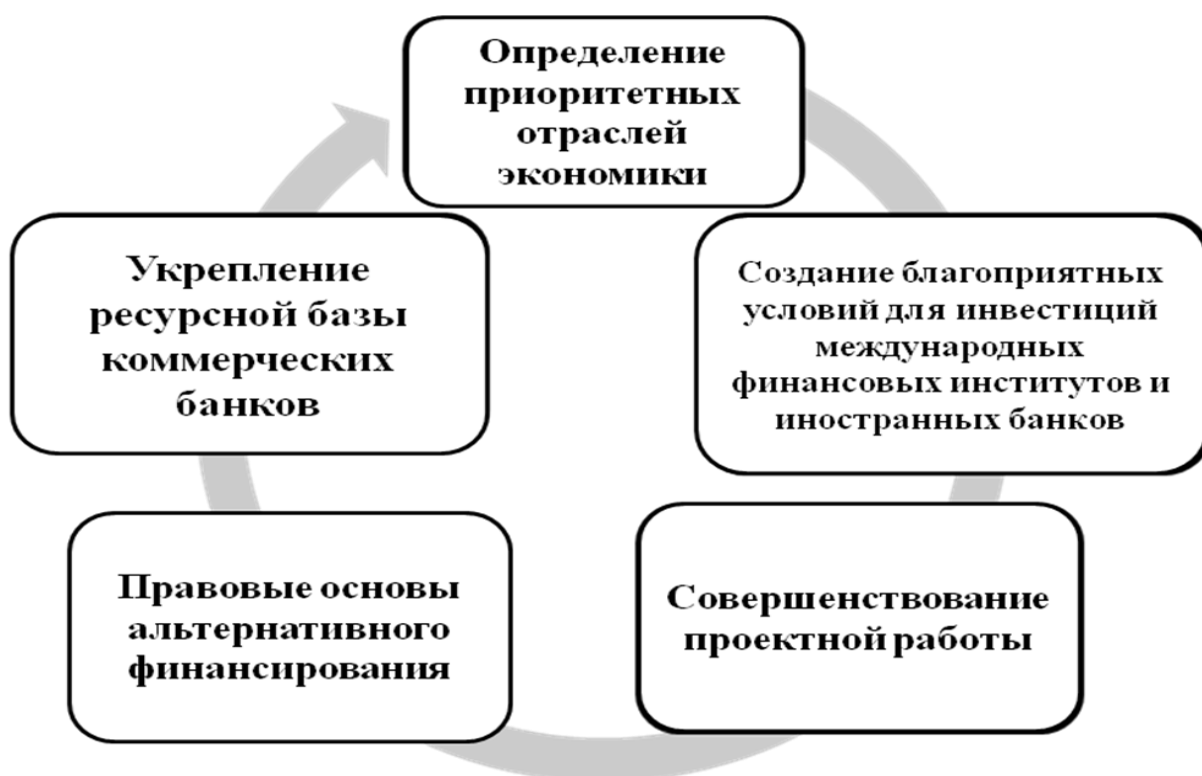 Определение
приоритетных
отраслей
экономики
Создание благоприятных
условий для инвестиций
международных
финансовых институтов и
иностранных банков
Совершенствование
проектной работы
Правовые основы
альтернативного
финансирования
Укрепление
ресурсной базы
коммерческих
банков